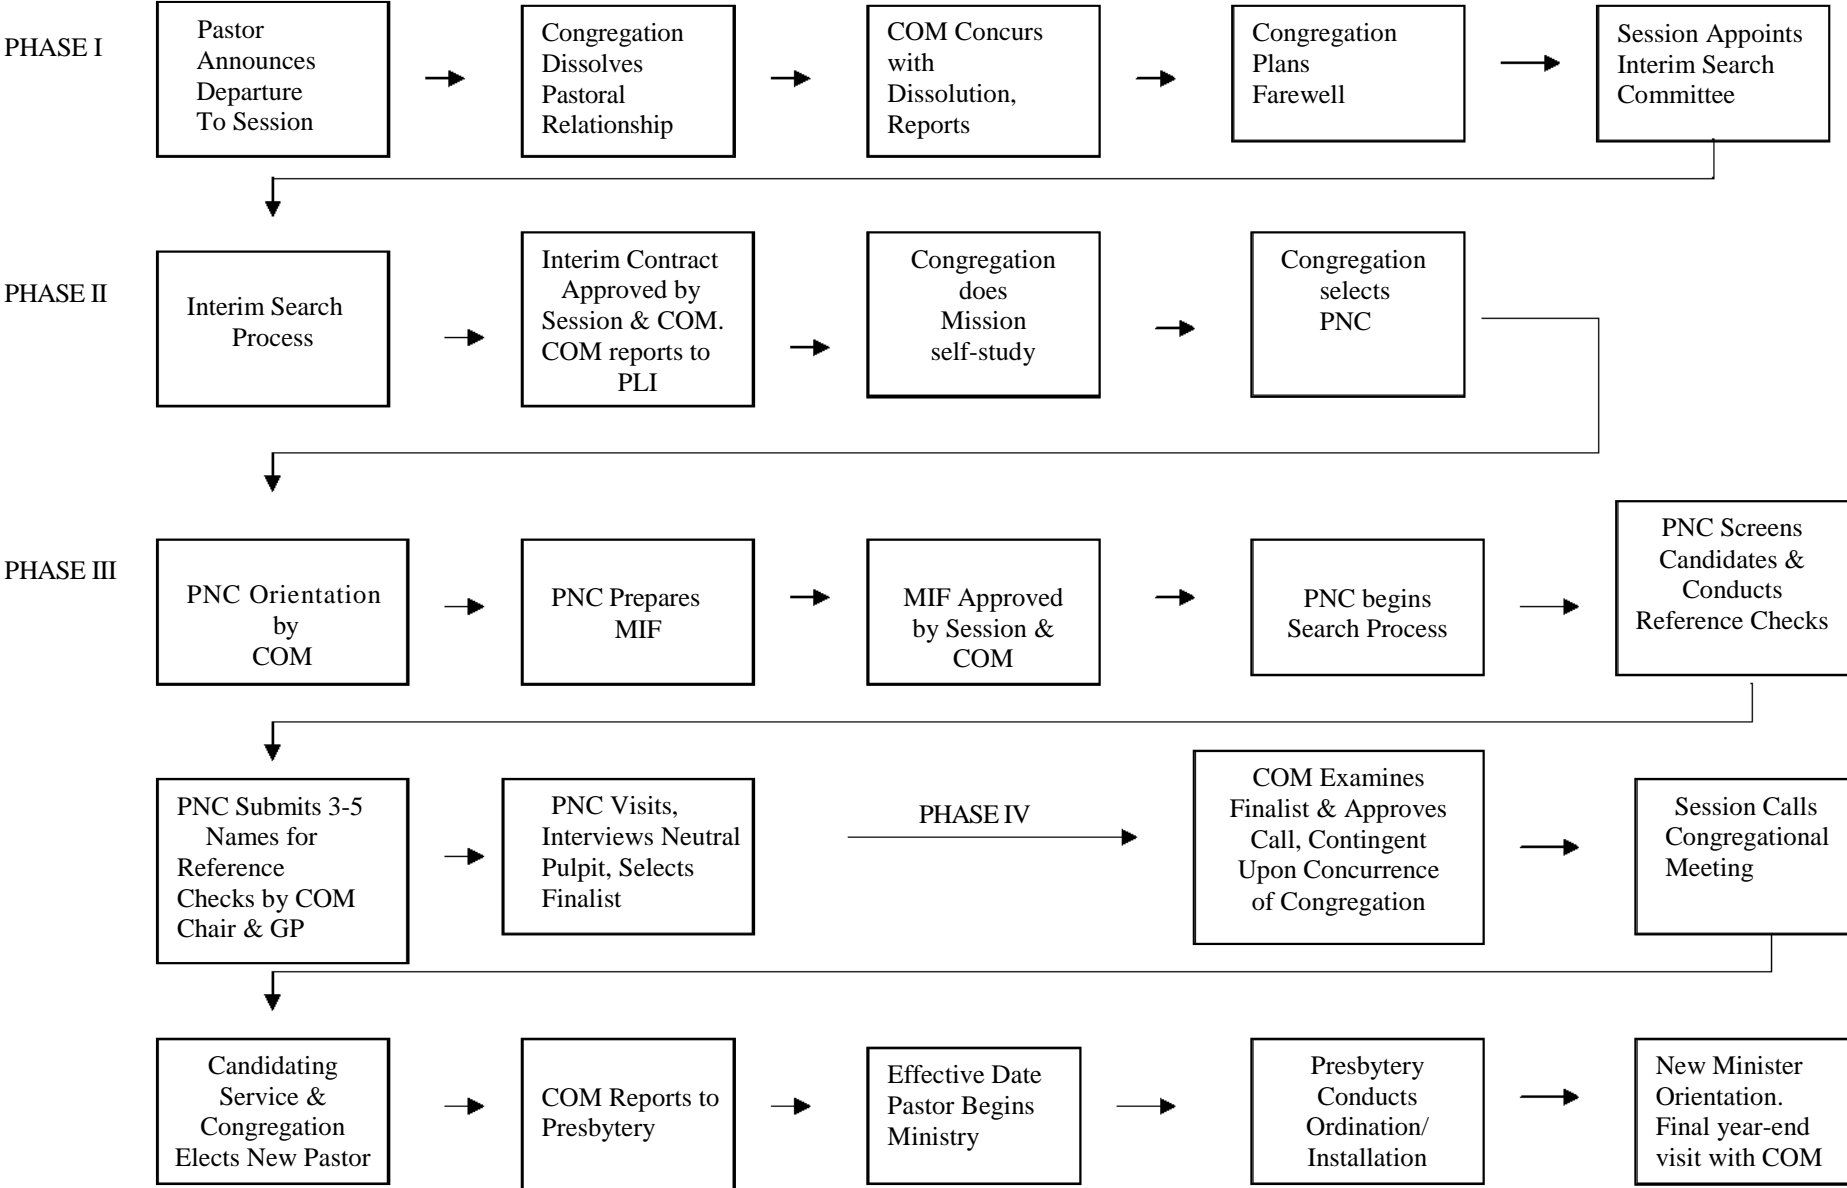 PHASE I
Pastor
Announces
Departure
To Session
Congregation
Dissolves
Pastoral
Relationship
COM Concurs
with
Dissolution,
Reports
Congregation
Plans
Farewell
Session Appoints
Interim Search
Committee
PHASE II
Interim Search
Process
Interim Contract
Approved by
Session & COM.
COM reports to
PLI
Congregation
does
Mission
self-study
Congregation
selects
PNC
PHASE III
PNC Orientation
by
COM
PNC Prepares
MIF
MIF Approved
by Session &
COM
PNC begins
Search Process
PNC Screens
Candidates &
Conducts
Reference Checks
PNC Submits 3-5
Names for
Reference
Checks by COM
Chair & GP
PNC Visits,
Interviews Neutral
Pulpit, Selects
Finalist
PHASE IV
COM Examines
Finalist & Approves
Call, Contingent
Upon Concurrence
of Congregation
Session Calls
Congregational
Meeting
Candidating
Service &
Congregation
Elects New Pastor
COM Reports to
Presbytery
Effective Date
Pastor Begins
Ministry
Presbytery
Conducts
Ordination/
Installation
New Minister
Orientation.
Final year-end
visit with COM